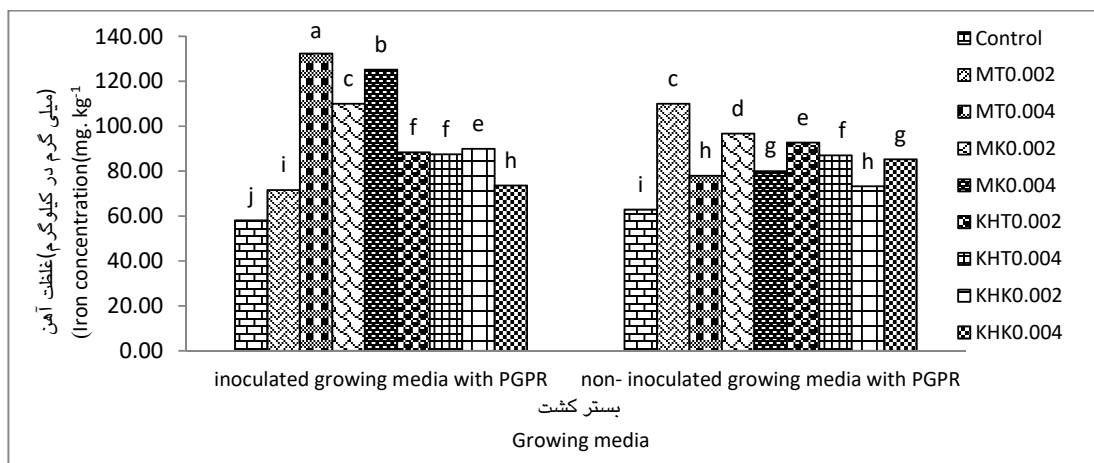 140.00
120.00
100.00
80.00
60.00
40.00
20.00
0.00
(میلی گرم در کیلوگرم)غلظت آهن
(Iron concentration(mg. kg-1
j i a c b f f e h
i c h d g e f h g
inoculated growing media with PGPR
non- inoculated growing media with PGPR
بستر کشت
Growing media
Control
MT0.002
MT0.004
MK0.002
MK0.004
KHT0.002
KHT0.004
KHK0.002
KHK0.004